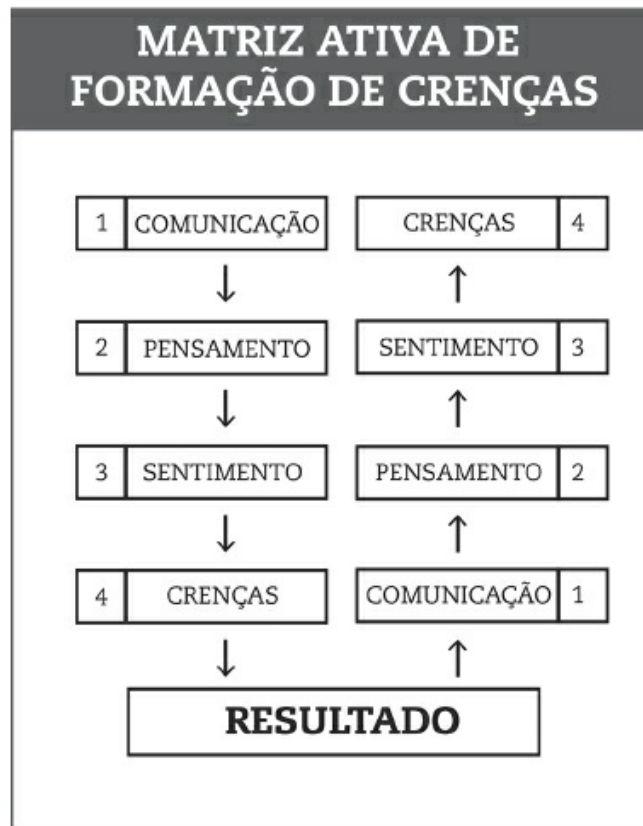 MATRIZ ATIVA DE
FORMAÇÃO DE CRENÇAS
1 COMUNICAÇÃO
2 PENSAMENTO
3 SENTIMENTO
4 CRENÇAS
CRENÇAS 4
SENTIMENTO 3
PENSAMENTO 2
COMUNICAÇÃO 1
RESULTADO